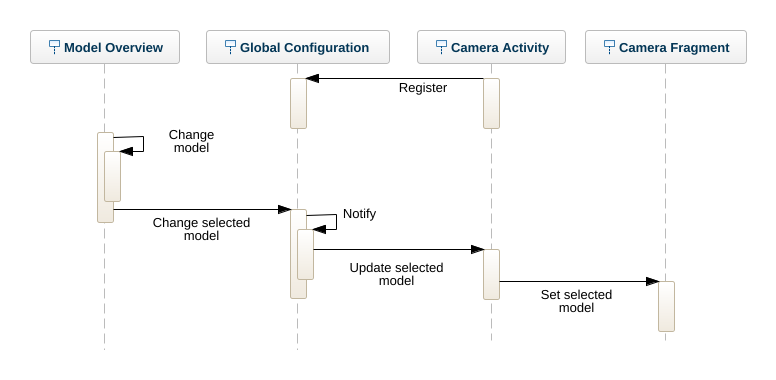 Model Overview
Global Configuration
Camera Activity
Camera Fragment
Register
Change
model
Change selected
model
Notify
Update selected
model
Set selected
model